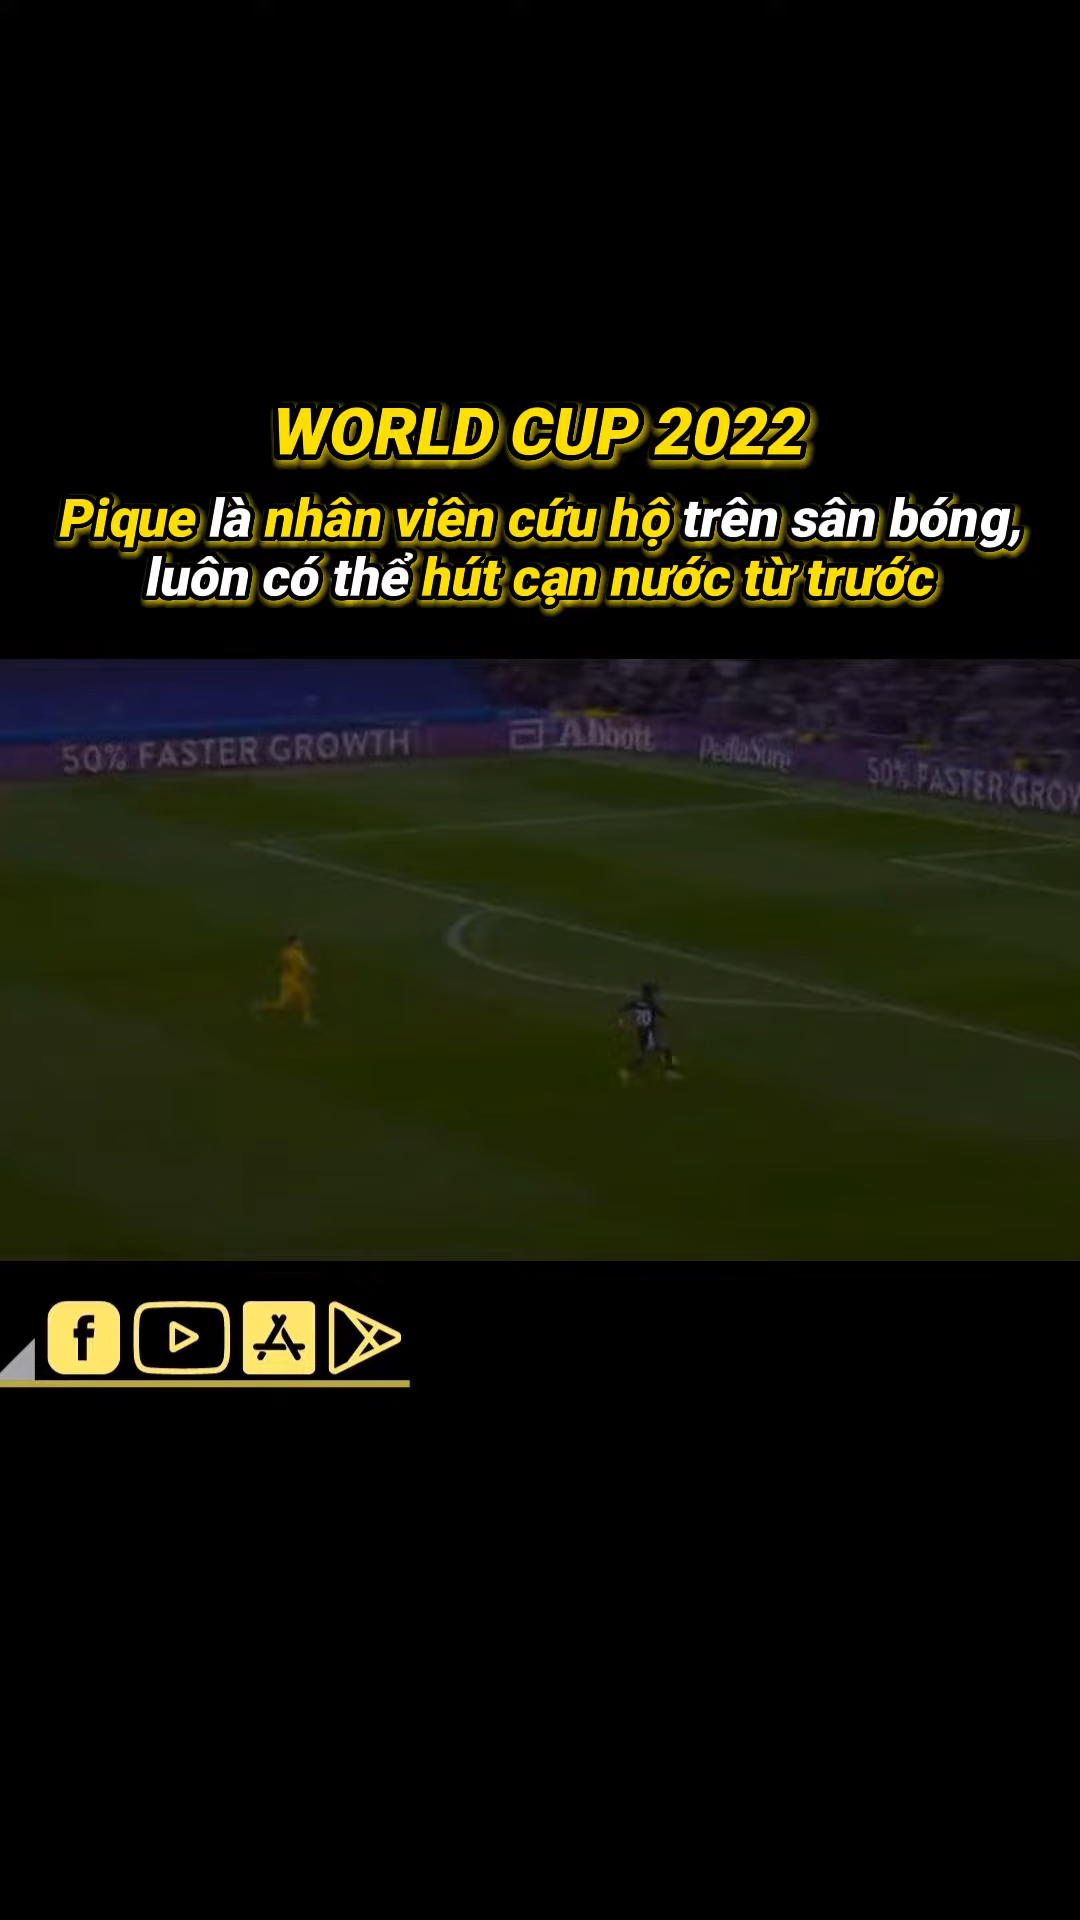 WORLD CUP 2022
Pique là nhân viên cứu hộ trên sân bóng,
luôn có thể hút cạn nước từ trước
50% FASTER GROWTH
Abbott
PediaSure
50% FASTER GROW
20
f